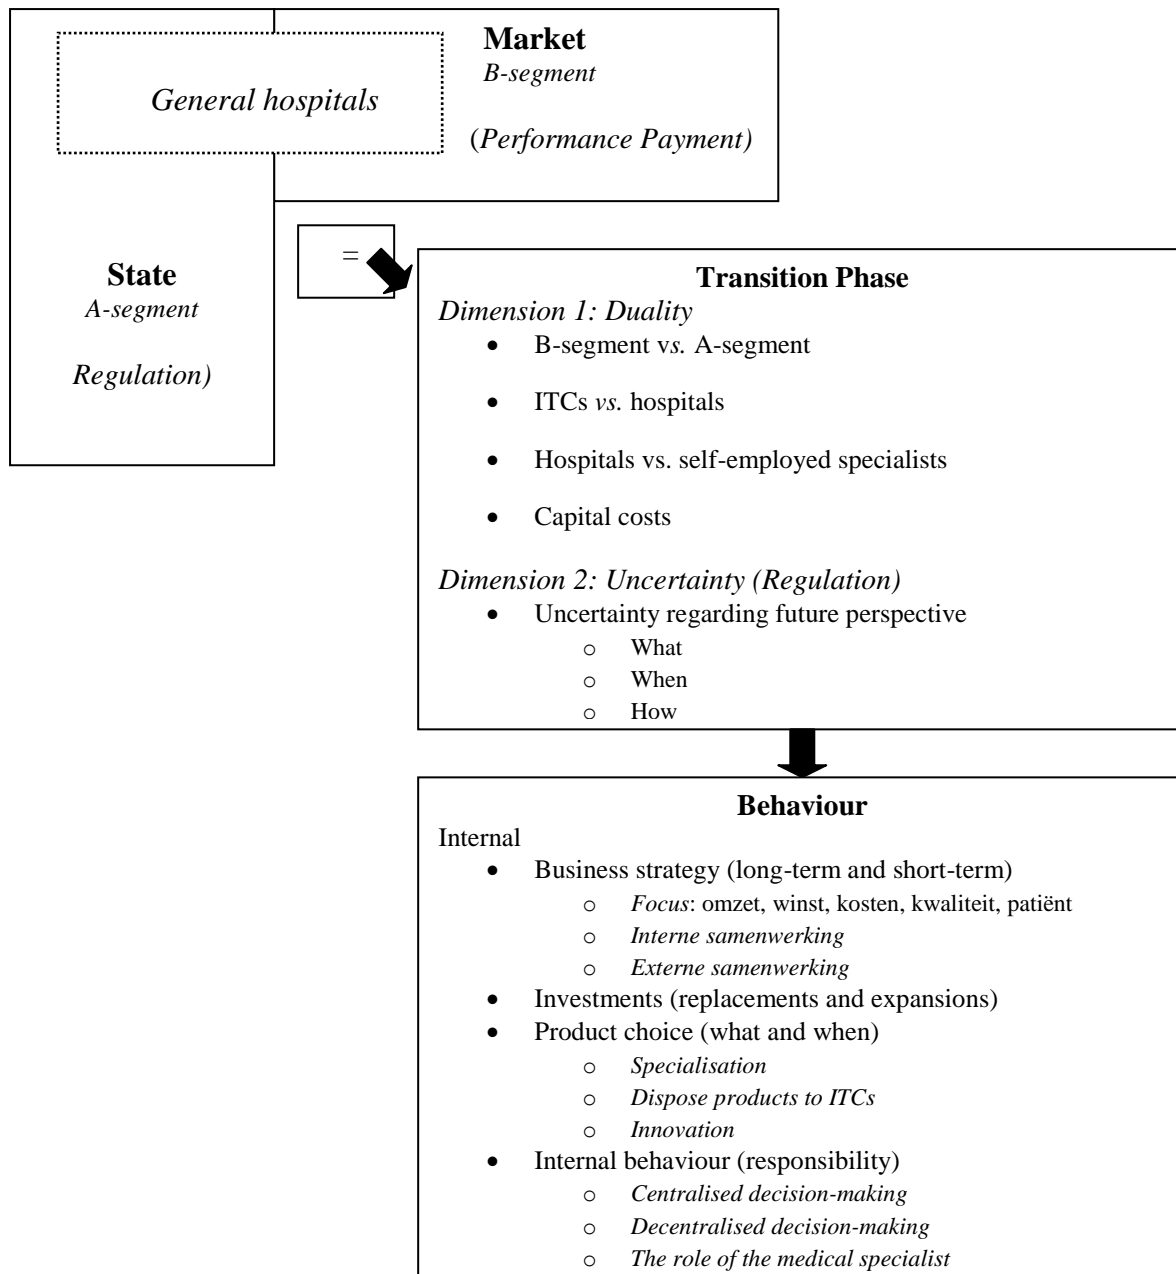 Market
B-segment
General hospitals
(Performance Payment)
State
A-segment
Regulation)
=
Transition Phase
Dimension 1: Duality
• B-segment vs. A-segment
• ITCs vs. hospitals
• Hospitals vs. self-employed specialists
• Capital costs
Dimension 2: Uncertainty (Regulation)
• Uncertainty regarding future perspective
o What
o When
o How
Behaviour
Internal
• Business strategy (long-term and short-term)
o Focus: omzet, winst, kosten, kwaliteit, patiënt
o Interne samenwerking
o Externe samenwerking
• Investments (replacements and expansions)
• Product choice (what and when)
o Specialisation
o Dispose products to ITCs
o Innovation
• Internal behaviour (responsibility)
o Centralised decision-making
o Decentralised decision-making
o The role of the medical specialist